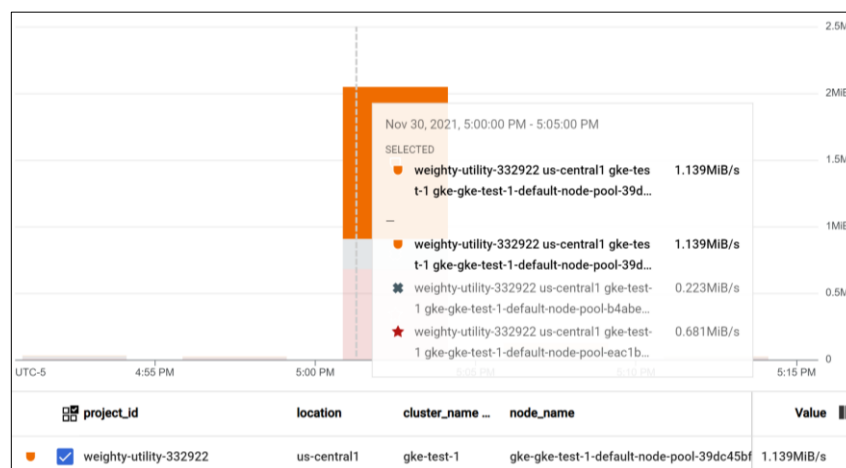 2.5M
2MiB
Nov 30, 2021, 5:00:00 PM - 5:05:00 PM
SELECTED
weighty-utility-332922 us-central1 gke-tes 1.139MiB/s
t-1 gke-gke-test-1-default-node-pool-39d...
1.5M
—
1MiB
weighty-utility-332922 us-central1 gke-tes 1.139MiB/s
t-1 gke-gke-test-1-default-node-pool-39d...
weighty-utility-332922 us-central1 gke-test- 0.223MiB/s
1 gke-gke-test-1-default-node-pool-b4abe...
0.5M
weighty-utility-332922 us-central1 gke-test- 0.681MiB/s
1 gke-gke-test-1-default-node-pool-eac1b...
0
UTC-5 4:55 PM 5:00 PM 5:05 PM 5:10 PM 5:15 PM
project_id location cluster_name ... node_name Value
weighty-utility-332922 us-central1 gke-test-1 gke-gke-test-1-default-node-pool-39dc45bf 1.139MiB/s